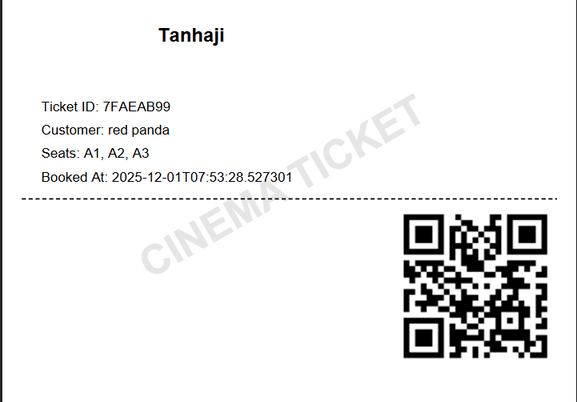 Tanhaji
Ticket ID: 7FAEAB99
Customer: red panda
Seats: A1, A2, A3
Booked At: 2025-12-01T07:53:28.527301
CINEMA TICKET